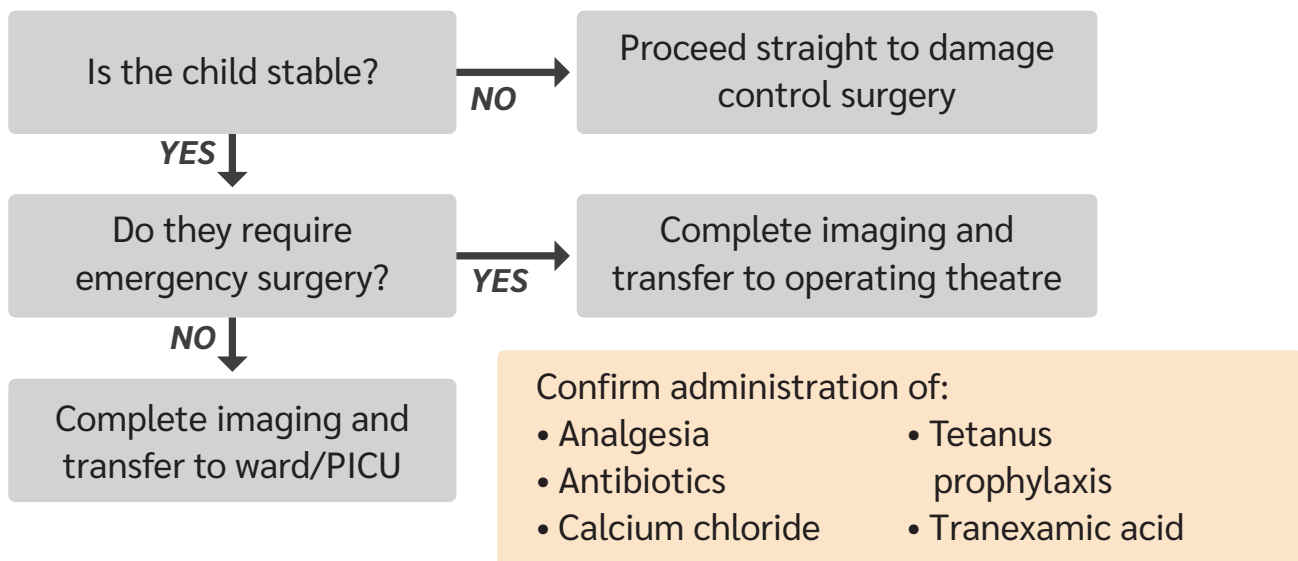 Is the child stable?
NO
Proceed straight to damage
control surgery
YES
Do they require
emergency surgery?
YES
Complete imaging and
transfer to operating theatre
NO
Complete imaging and
transfer to ward/PICU
Confirm administration of:
• Analgesia
• Antibiotics
• Calcium chloride
• Tetanus
prophylaxis
• Tranexamic acid